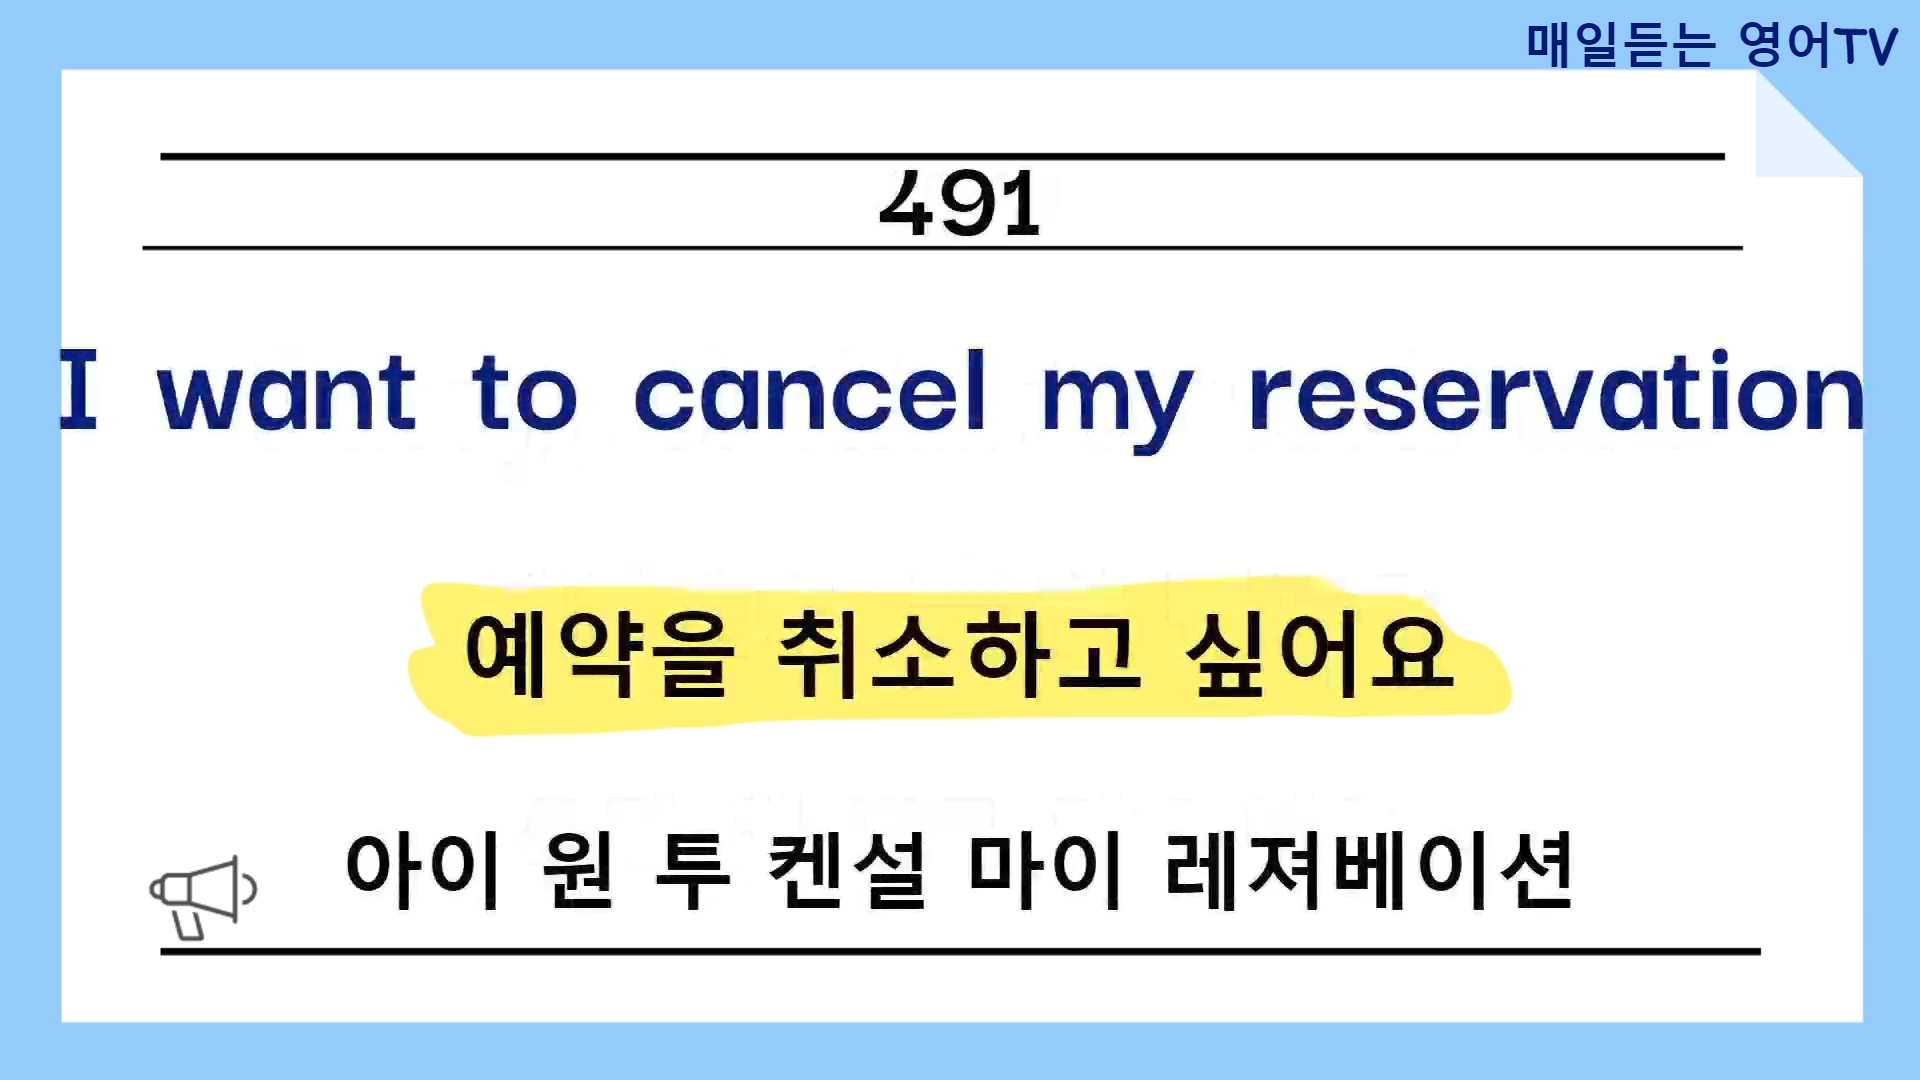 매일듣는 영어TV
491
I want to cancel my reservation
예약을 취소하고 싶어요
아이 원 투 켄설 마이 레져베이션